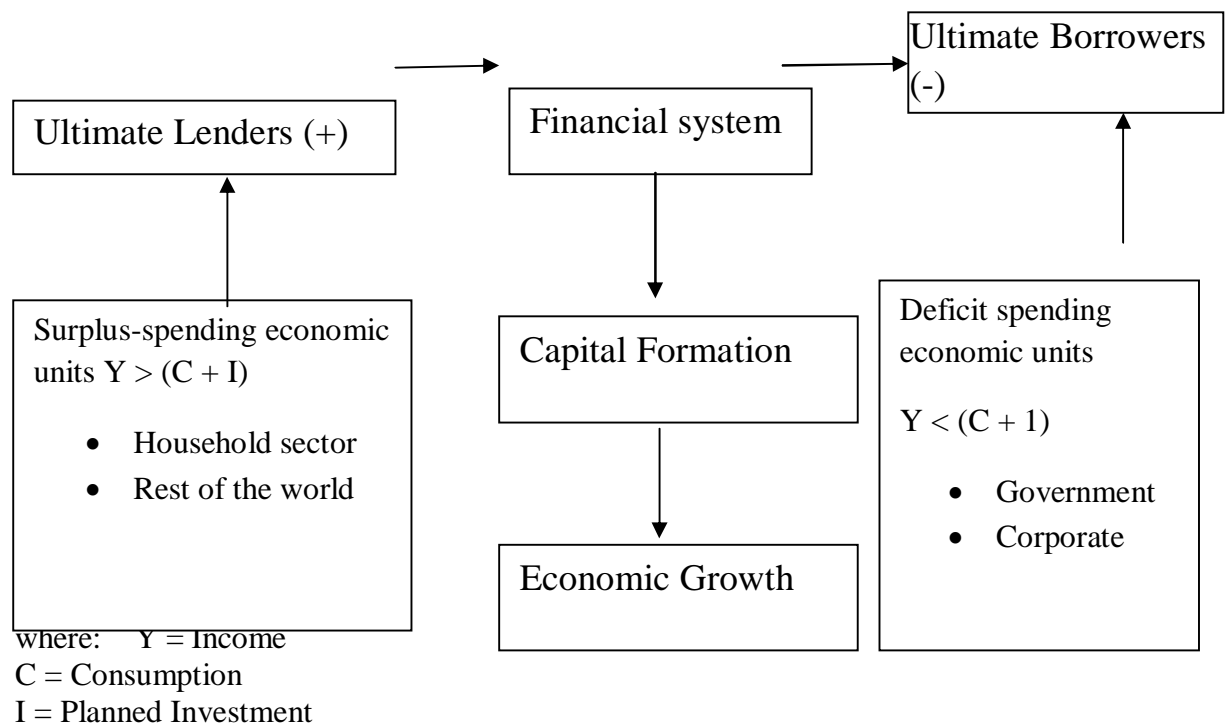 Ultimate Lenders (+)
Financial system
Ultimate Borrowers
(-)
Surplus-spending economic
units Y > (C + I)
• Household sector
• Rest of the world
Capital Formation
Economic Growth
Deficit spending
economic units
Y < (C + 1)
• Government
• Corporate
where: Y = Income
C = Consumption
I = Planned Investment